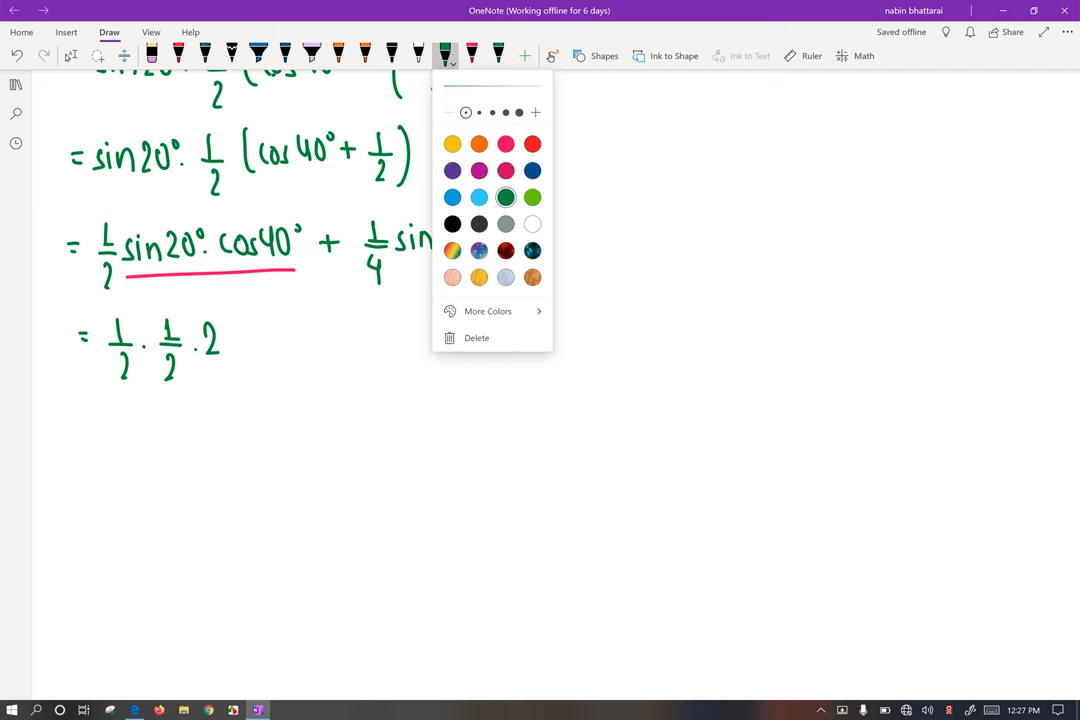 OneNote (Working offline for 6 days)
nabin bhattarai
Home Insert Draw View Help
Saved offline
Share
Shapes
Ink to Shape
Ink to Text
Ruler
Math
2
= sin20°. 1/2 (cos40° + 1/2)
= 1/2 sin20°. cos40° + 1/4 sin
= 1/2 . 1/2 . 2
More Colors
Delete
12:27 PM